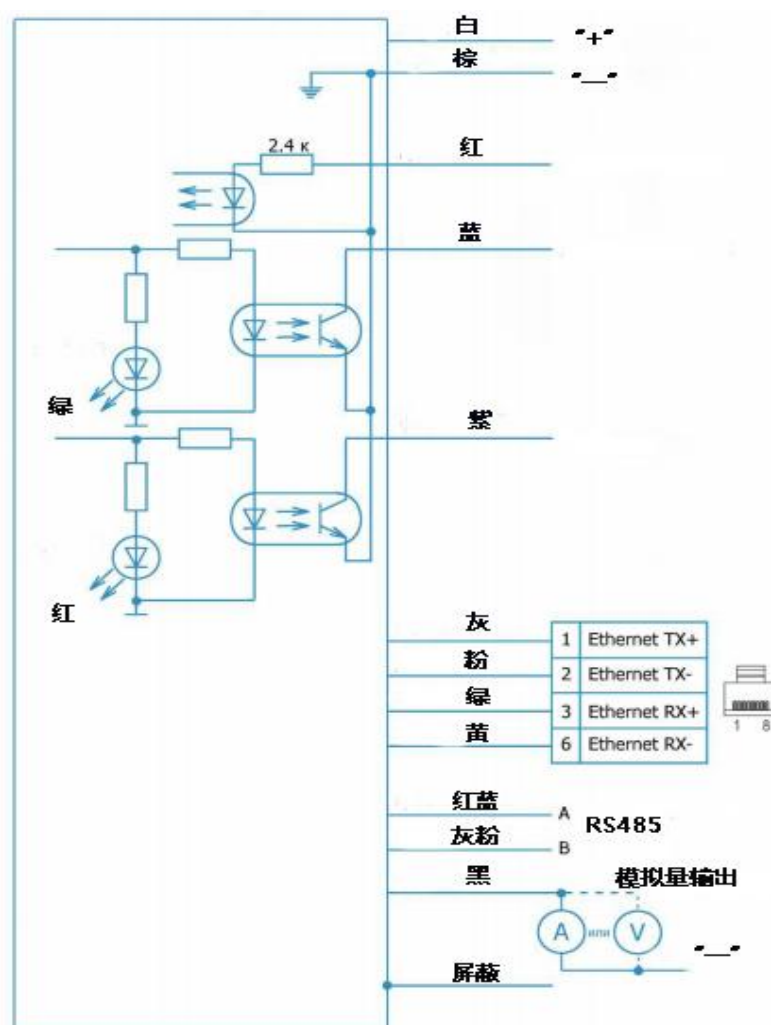 白 "+"
棕 "—"
2.4 к
红
蓝
绿
紫
红
灰 1 Ethernet TX+
粉 2 Ethernet TX-
绿 3 Ethernet RX+
黄 6 Ethernet RX-
1 8
红蓝 A
RS485
灰粉 B
黑 模拟量输出
A или V
"—"
屏蔽